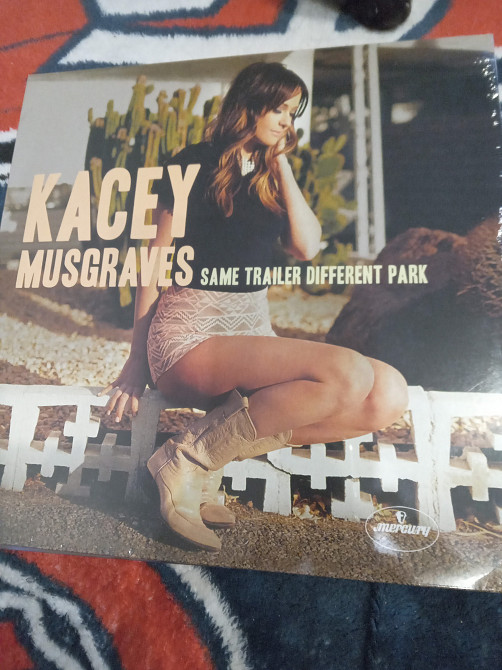 KACEY
MUSGRAVES
SAME TRAILER DIFFERENT PARK
mercury